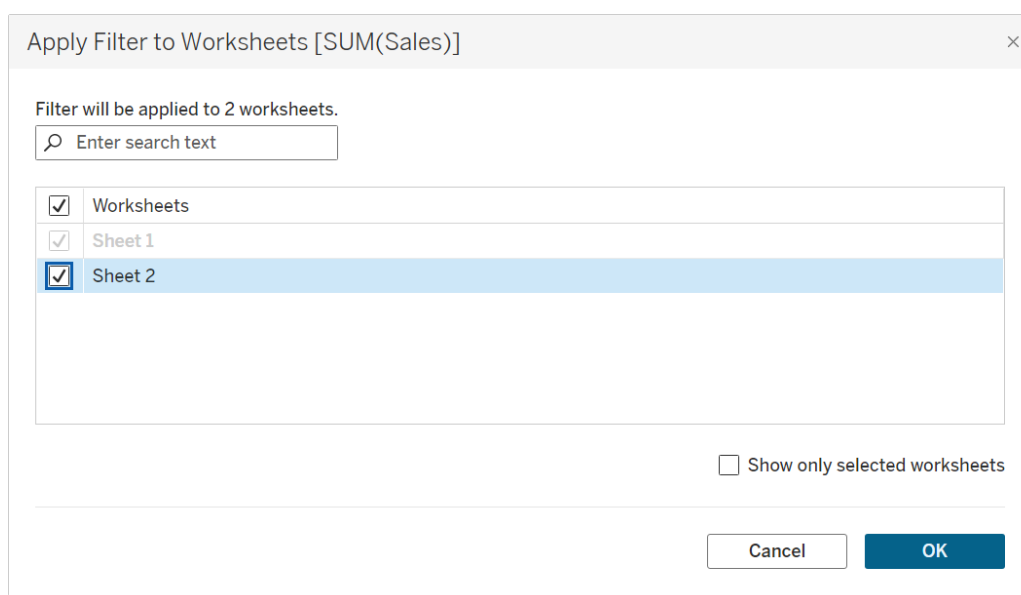 Apply Filter to Worksheets [SUM(Sales)]
Filter will be applied to 2 worksheets.
Enter search text
Worksheets
Sheet 1
Sheet 2
Show only selected worksheets
Cancel
OK